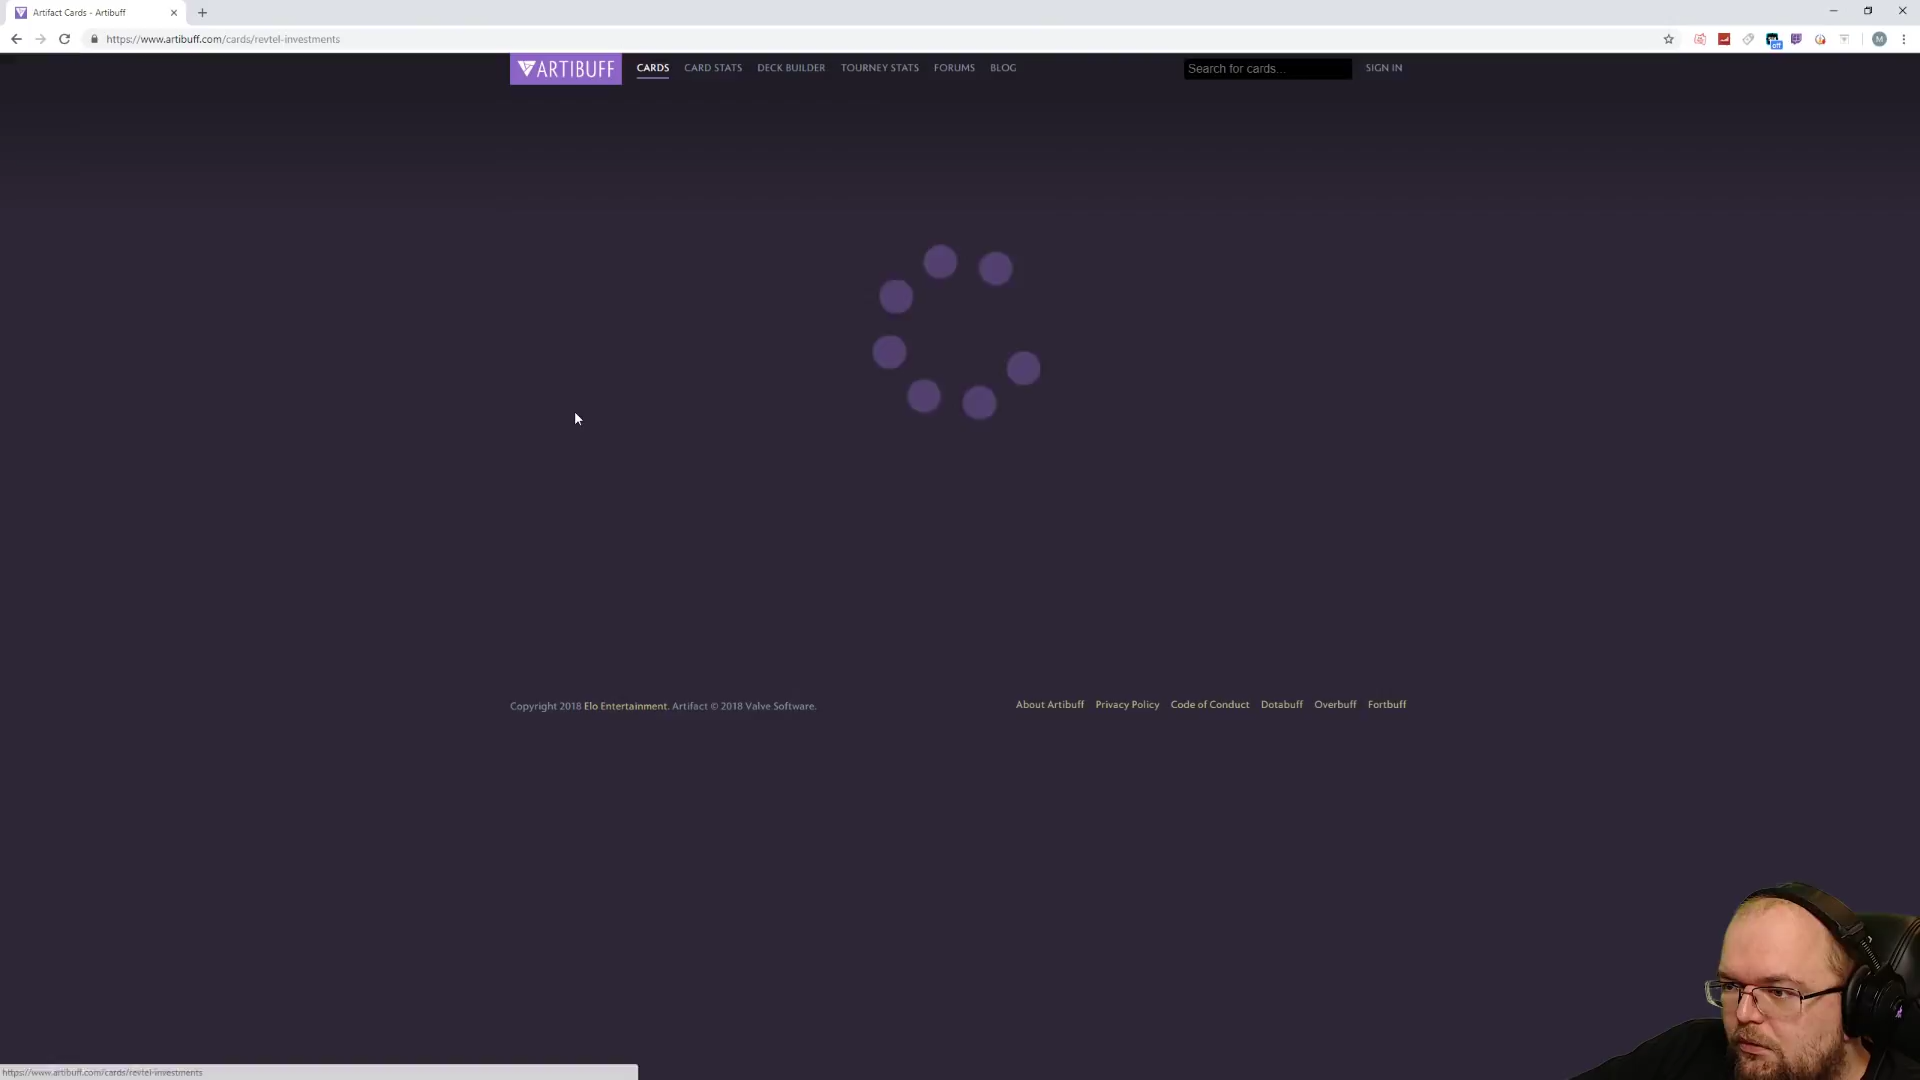 Artifact Cards - Artibuff
https://www.artibuff.com/cards/revtel-investments
ARTIBUFF
CARDS
CARD STATS
DECK BUILDER
TOURNEY STATS
FORUMS
BLOG
Search for cards...
SIGN IN
Copyright 2018 Elo Entertainment. Artifact © 2018 Valve Software.
About Artibuff
Privacy Policy
Code of Conduct
Dotabuff
Overbuff
Fortbuff
https://www.artibuff.com/cards/revtel-investments